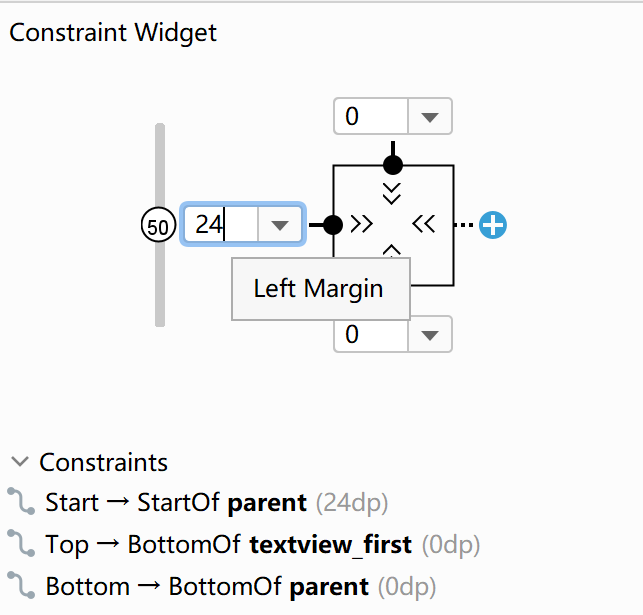 Constraint Widget
0
50
24
Left Margin
0
Constraints
Start → StartOf parent (24dp)
Top → BottomOf textview_first (0dp)
Bottom → BottomOf parent (0dp)